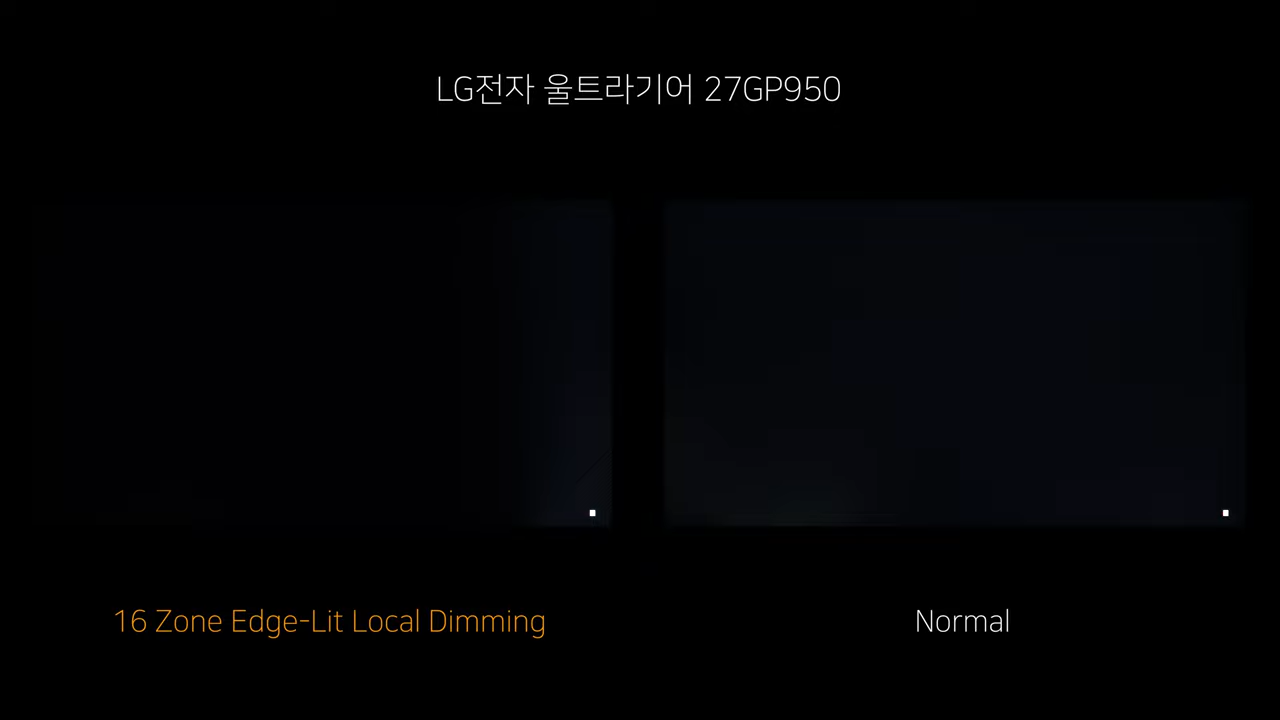 LG전자 울트라기어 27GP950
16 Zone Edge-Lit Local Dimming
Normal